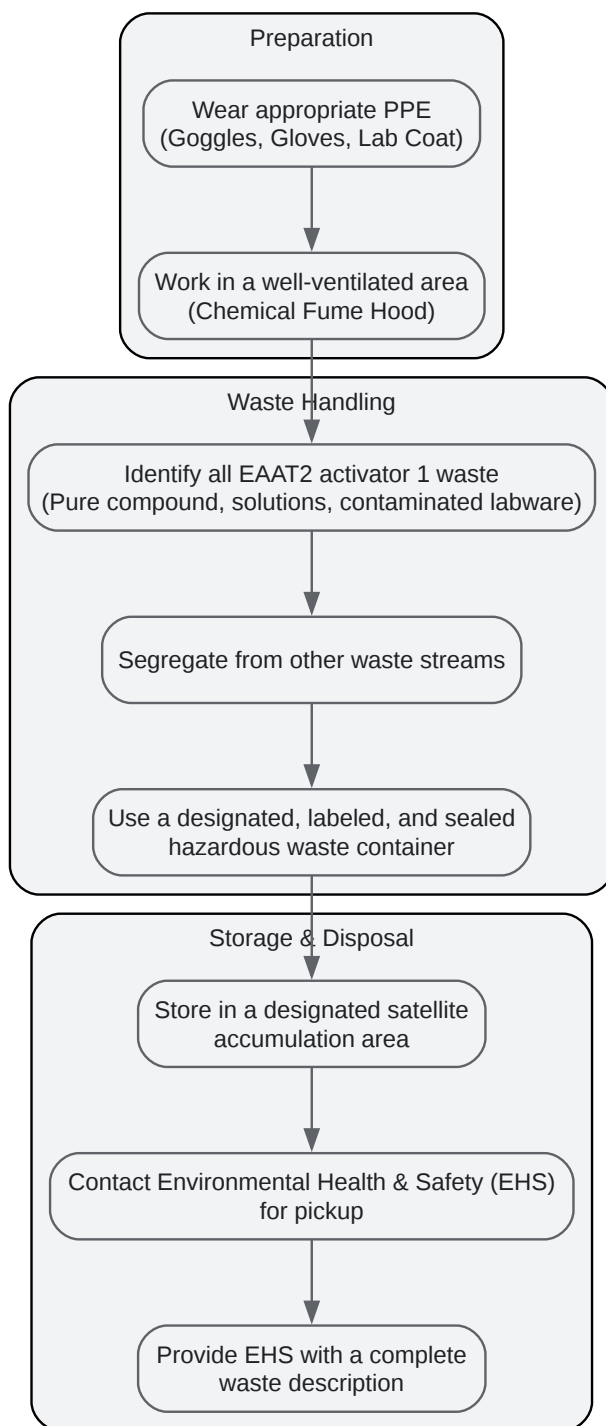 Preparation
Wear appropriate PPE
(Goggles, Gloves, Lab Coat)
Work in a well-ventilated area
(Chemical Fume Hood)
Waste Handling
Identify all EAAT2 activator 1 waste
(Pure compound, solutions, contaminated labware)
Segregate from other waste streams
Use a designated, labeled, and sealed
hazardous waste container
Storage & Disposal
Store in a designated satellite
accumulation area
Contact Environmental Health & Safety (EHS)
for pickup
Provide EHS with a complete
waste description